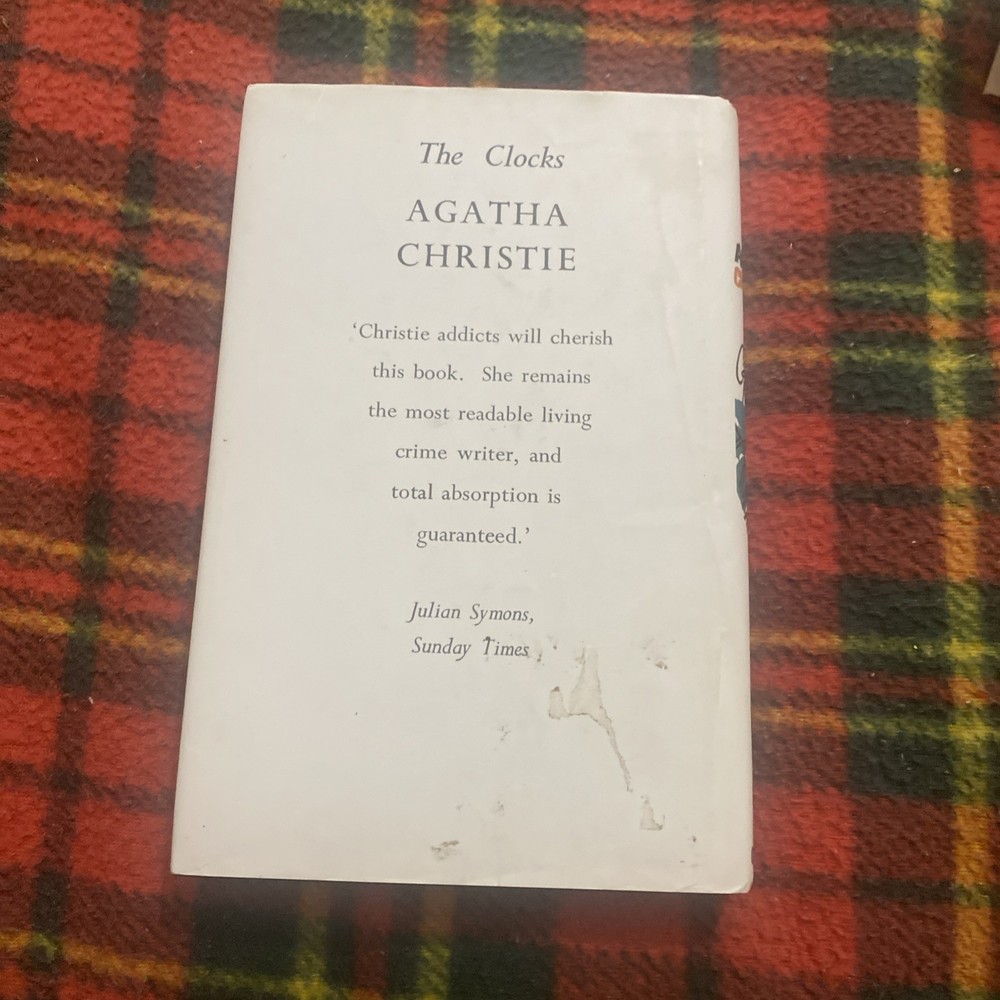 The Clocks
AGATHA
CHRISTIE
‘Christie addicts will cherish
this book. She remains
the most readable living
crime writer, and
total absorption is
guaranteed.’
Julian Symons,
Sunday Times